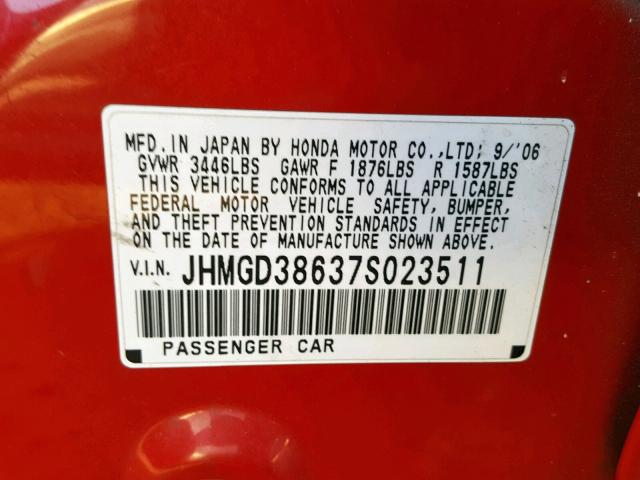 MFD. IN JAPAN BY HONDA MOTOR CO.,LTD; 9/'06
GVWR 3446LBS GAWR F 1876LBS R 1587LBS
THIS VEHICLE CONFORMS TO ALL APPLICABLE
FEDERAL MOTOR VEHICLE SAFETY, BUMPER,
AND THEFT PREVENTION STANDARDS IN EFFECT
ON THE DATE OF MANUFACTURE SHOWN ABOVE.
V.I.N. JHMGD38637S023511
PASSENGER CAR